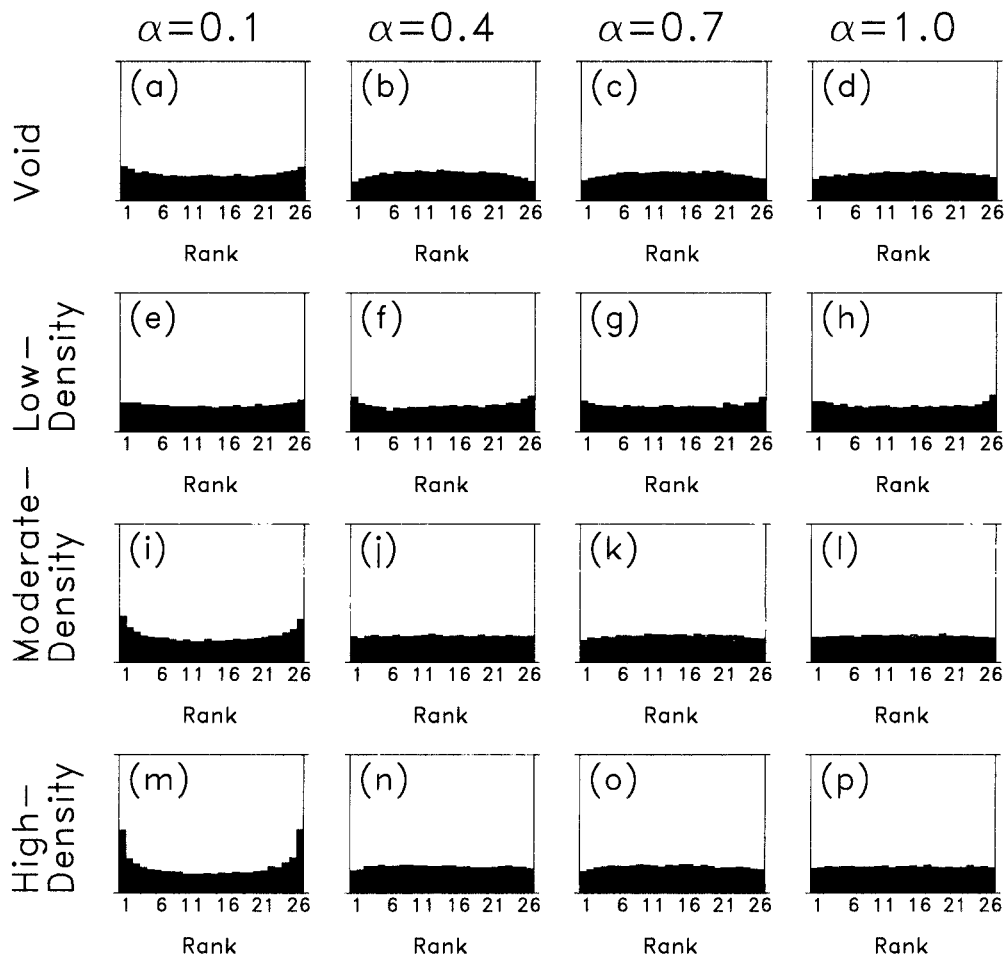 α=0.1 α=0.4 α=0.7 α=1.0
Void
(a) (b) (c) (d)
1 6 11 16 21 26 1 6 11 16 21 26 1 6 11 16 21 26 1 6 11 16 21 26
Rank Rank Rank Rank
Low-
Density
(e) (f) (g) (h)
1 6 11 16 21 26 1 6 11 16 21 26 1 6 11 16 21 26 1 6 11 16 21 26
Rank Rank Rank Rank
Moderate-
Density
(i) (j) (k) (l)
1 6 11 16 21 26 1 6 11 16 21 26 1 6 11 16 21 26 1 6 11 16 21 26
Rank Rank Rank Rank
High-
Density
(m) (n) (o) (p)
1 6 11 16 21 26 1 6 11 16 21 26 1 6 11 16 21 26 1 6 11 16 21 26
Rank Rank Rank Rank